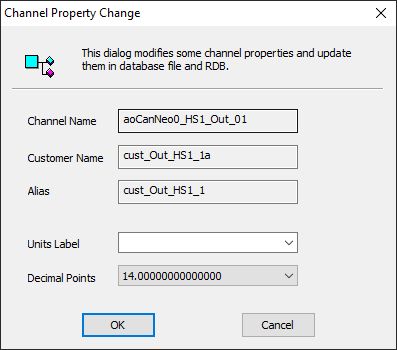 Channel Property Change
This dialog modifies some channel properties and update
them in database file and RDB.
Channel Name aoCanNeo0_HS1_Out_01
Customer Name cust_Out_HS1_1a
Alias cust_Out_HS1_1
Units Label
Decimal Points 14.00000000000000
OK Cancel